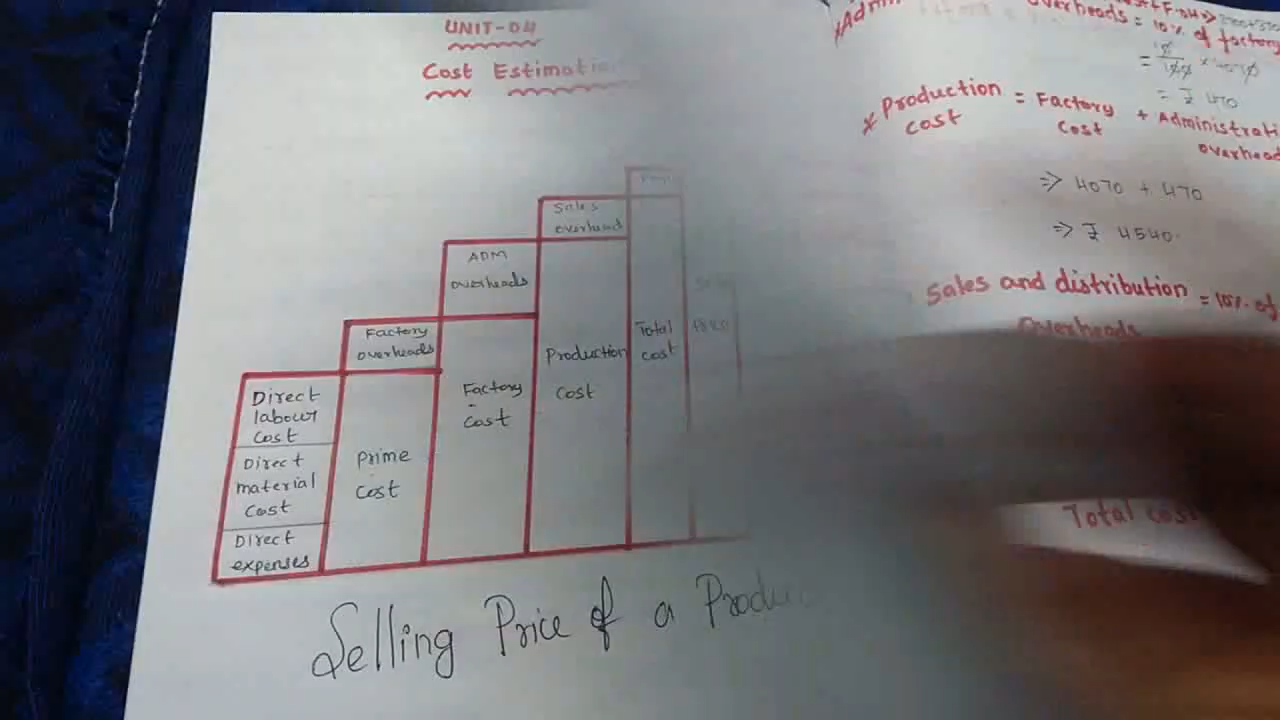 UNIT-04
Cost Estimatio
Sales
overhead
ADM
overheads
Factory
overheads
Total
cost
Production
cost
Factory
cost
Direct
labour
cost
Prime
cost
Direct
material
cost
Direct
expenses
Selling Price of a Produ
*Admi
overheads = 10% of factory
= ₹ 470
*Production = Factory + Administrati
cost cost overhead
⇒ 4070 + 470
⇒ ₹ 4540
Sales and distribution = 10% of
overheads
Total cost